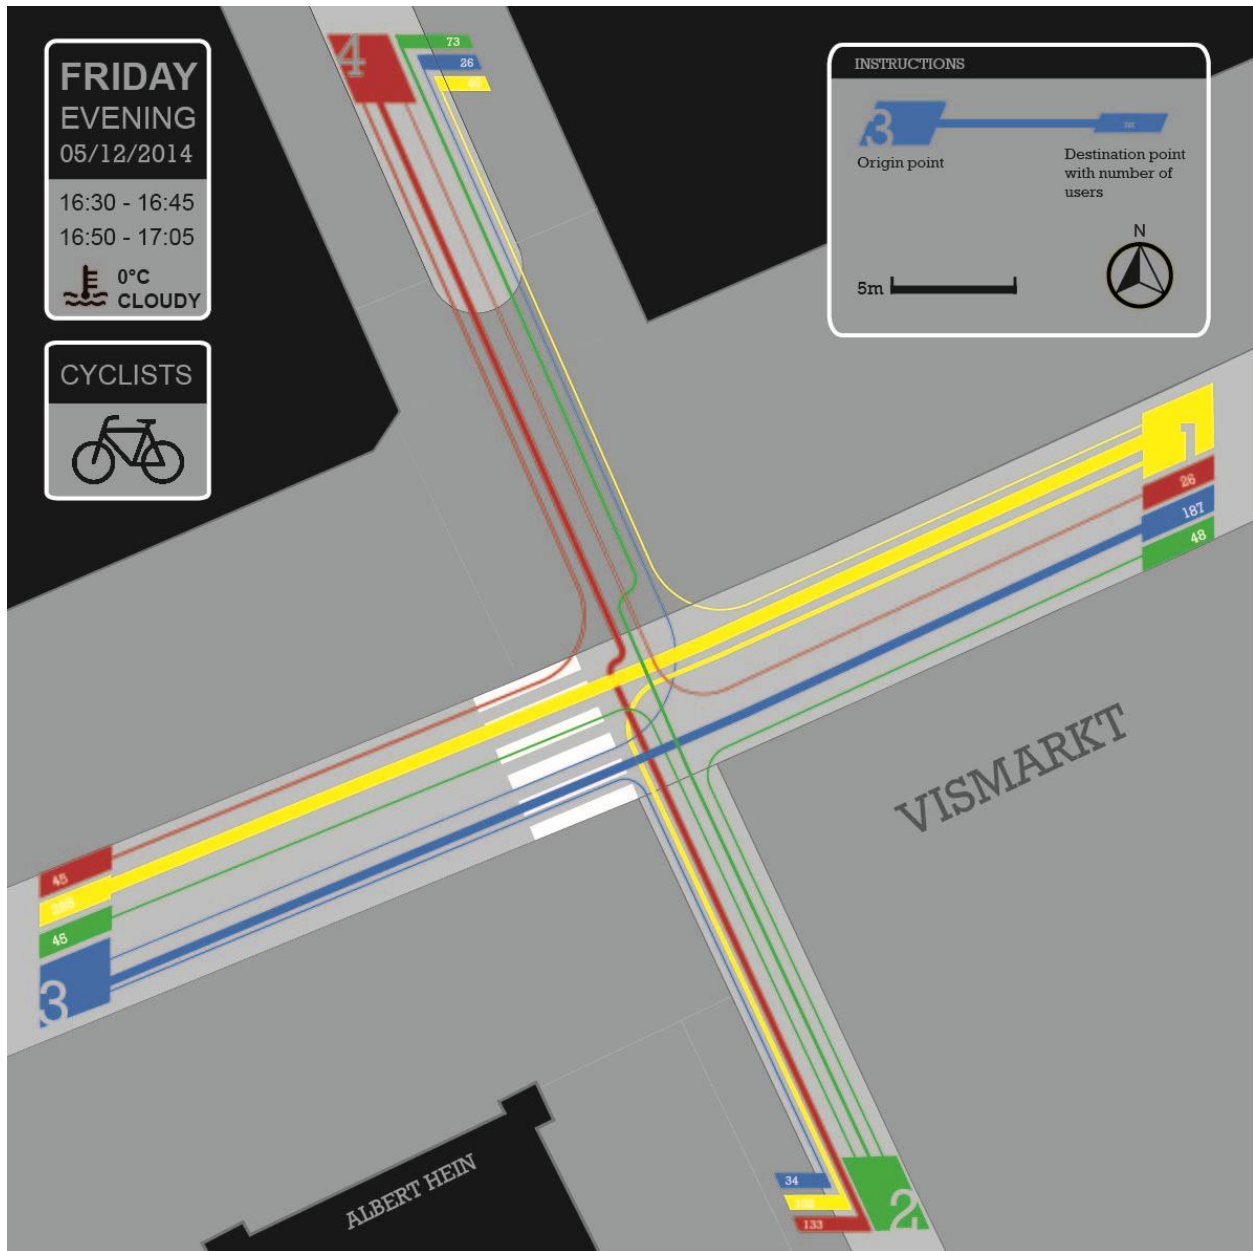 FRIDAY
EVENING
05/12/2014
16:30 - 16:45
16:50 - 17:05
0°C
CLOUDY
CYCLISTS
4
73
26
INSTRUCTIONS
3
Origin point
Destination point
with number of
users
N
5m
1
26
187
48
VISMARKT
45
45
3
34
133
2
ALBERT HEIN